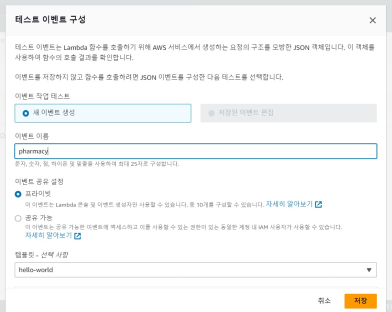 테스트 이벤트 구성
테스트 이벤트는 Lambda 함수를 호출하기 위해 AWS 서비스에서 생성하는 요청의 구조를 모방한 JSON 객체입니다. 이 객체를
사용하여 함수의 호출 결과를 확인합니다.
이벤트를 저장하지 않고 함수를 호출하려면 JSON 이벤트를 구성한 다음 테스트를 선택합니다.
이벤트 작업 테스트
새 이벤트 생성
저장된 이벤트 편집
이벤트 이름
pharmacy
문자, 숫자, 점, 하이픈 및 밑줄을 사용하여 최대 25자로 구성합니다.
이벤트 공유 설정
프라이빗
이 이벤트는 Lambda 콘솔 및 이벤트 생성자만 사용할 수 있습니다. 총 10개를 구성할 수 있습니다. 자세히 알아보기
공유 가능
이 이벤트는 공유 가능한 이벤트에 액세스하고 이를 사용할 수 있는 권한이 있는 동일한 계정 내 IAM 사용자가 사용할 수 있습니다.
자세히 알아보기
템플릿 - 선택 사항
hello-world
취소
저장